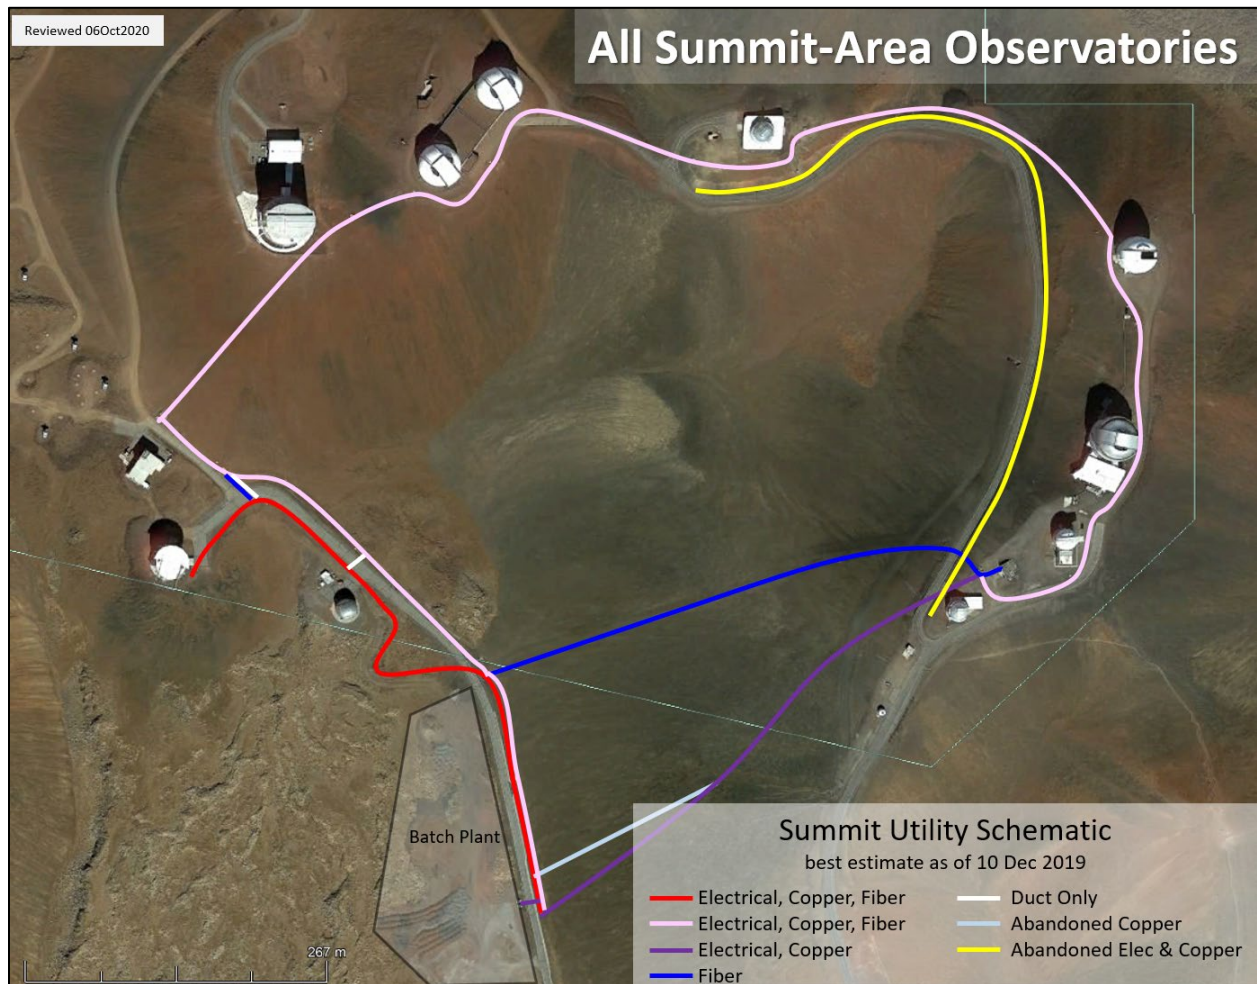 Reviewed 06Oct2020
All Summit-Area Observatories
Batch Plant
267 m
Summit Utility Schematic
best estimate as of 10 Dec 2019
Electrical, Copper, Fiber
Duct Only
Electrical, Copper, Fiber
Abandoned Copper
Electrical, Copper
Abandoned Elec & Copper
Fiber